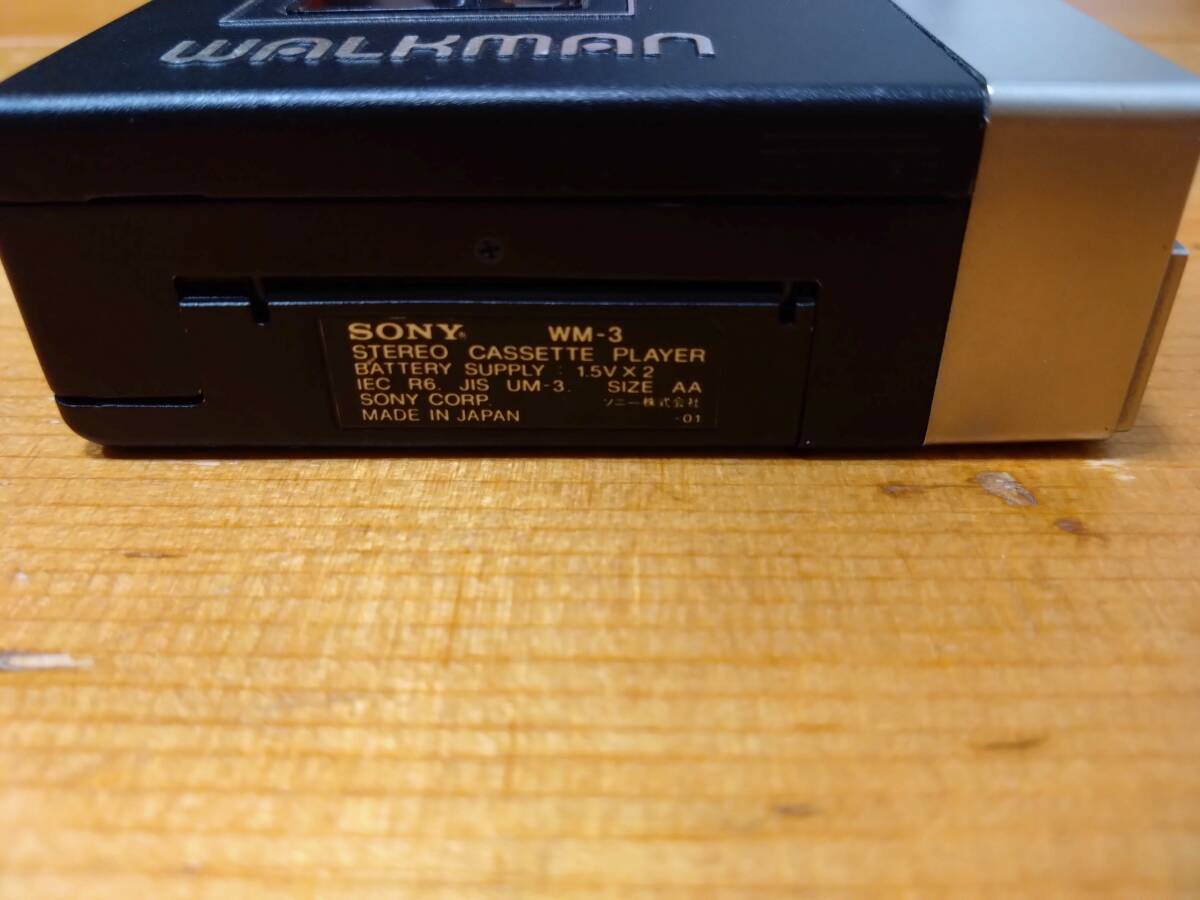 WALKMAN
SONY. WM-3
STEREO CASSETTE PLAYER
BATTERY SUPPLY : 1.5V X 2
IEC R6. JIS UM-3. SIZE AA
SONY CORP. ソニー株式会社
MADE IN JAPAN -01